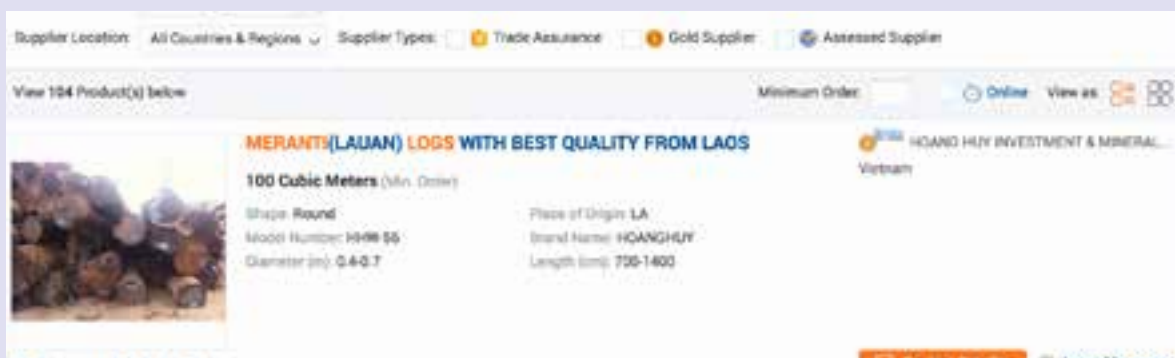 Supplier Location: All Countries & Regions Supplier Types: Trade Assurance Gold Supplier Assessed Supplier
View 104 Product(s) below Minimum Order: Online View as
MERANTI(LAUAN) LOGS WITH BEST QUALITY FROM LAOS
HOANG HUY INVESTMENT & MINERAL...
Vietnam
100 Cubic Meters (Min. Order)
Shape: Round Place of Origin: LA
Model Number: Brand Name: HOANGHUY
Diameter (m): 0.4-0.7 Length (cm): 700-1400